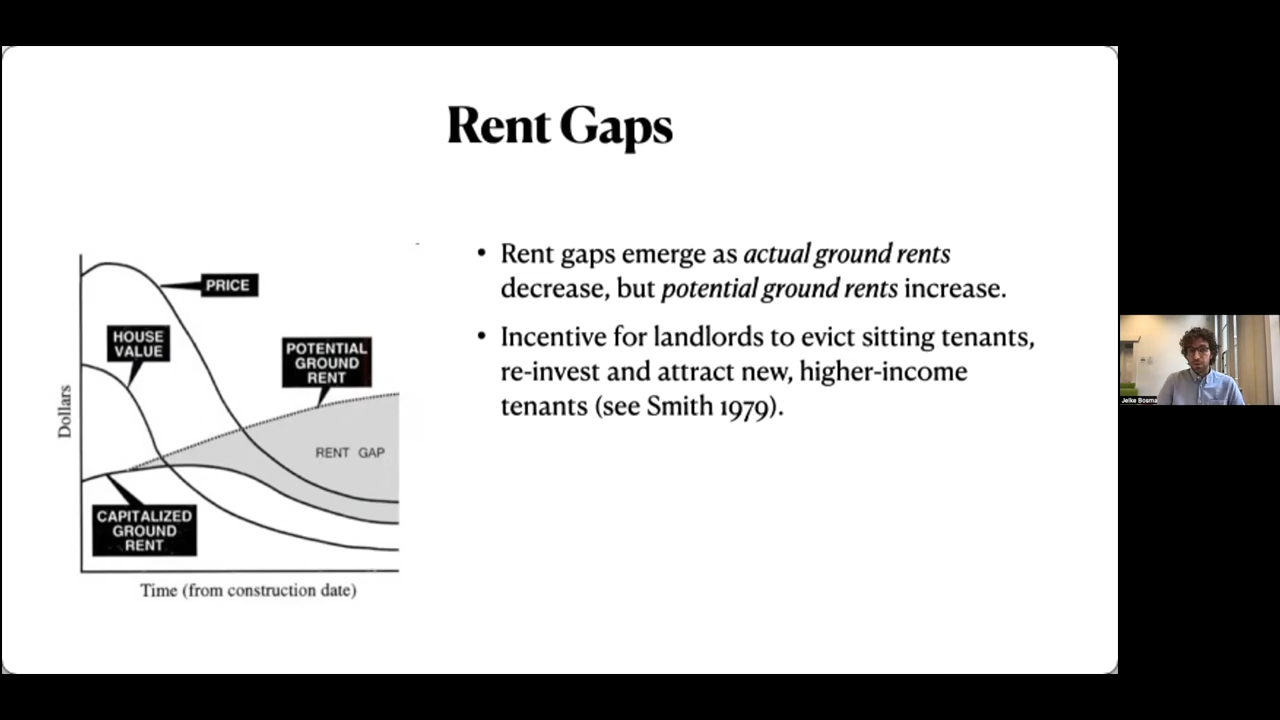 Rent Gaps
• Rent gaps emerge as actual ground rents
decrease, but potential ground rents increase.
• Incentive for landlords to evict sitting tenants,
re-invest and attract new, higher-income
tenants (see Smith 1979).
PRICE
HOUSE
VALUE
POTENTIAL
GROUND
RENT
RENT GAP
CAPITALIZED
GROUND
RENT
Dollars
Time (from construction date)
Jelke Bosma